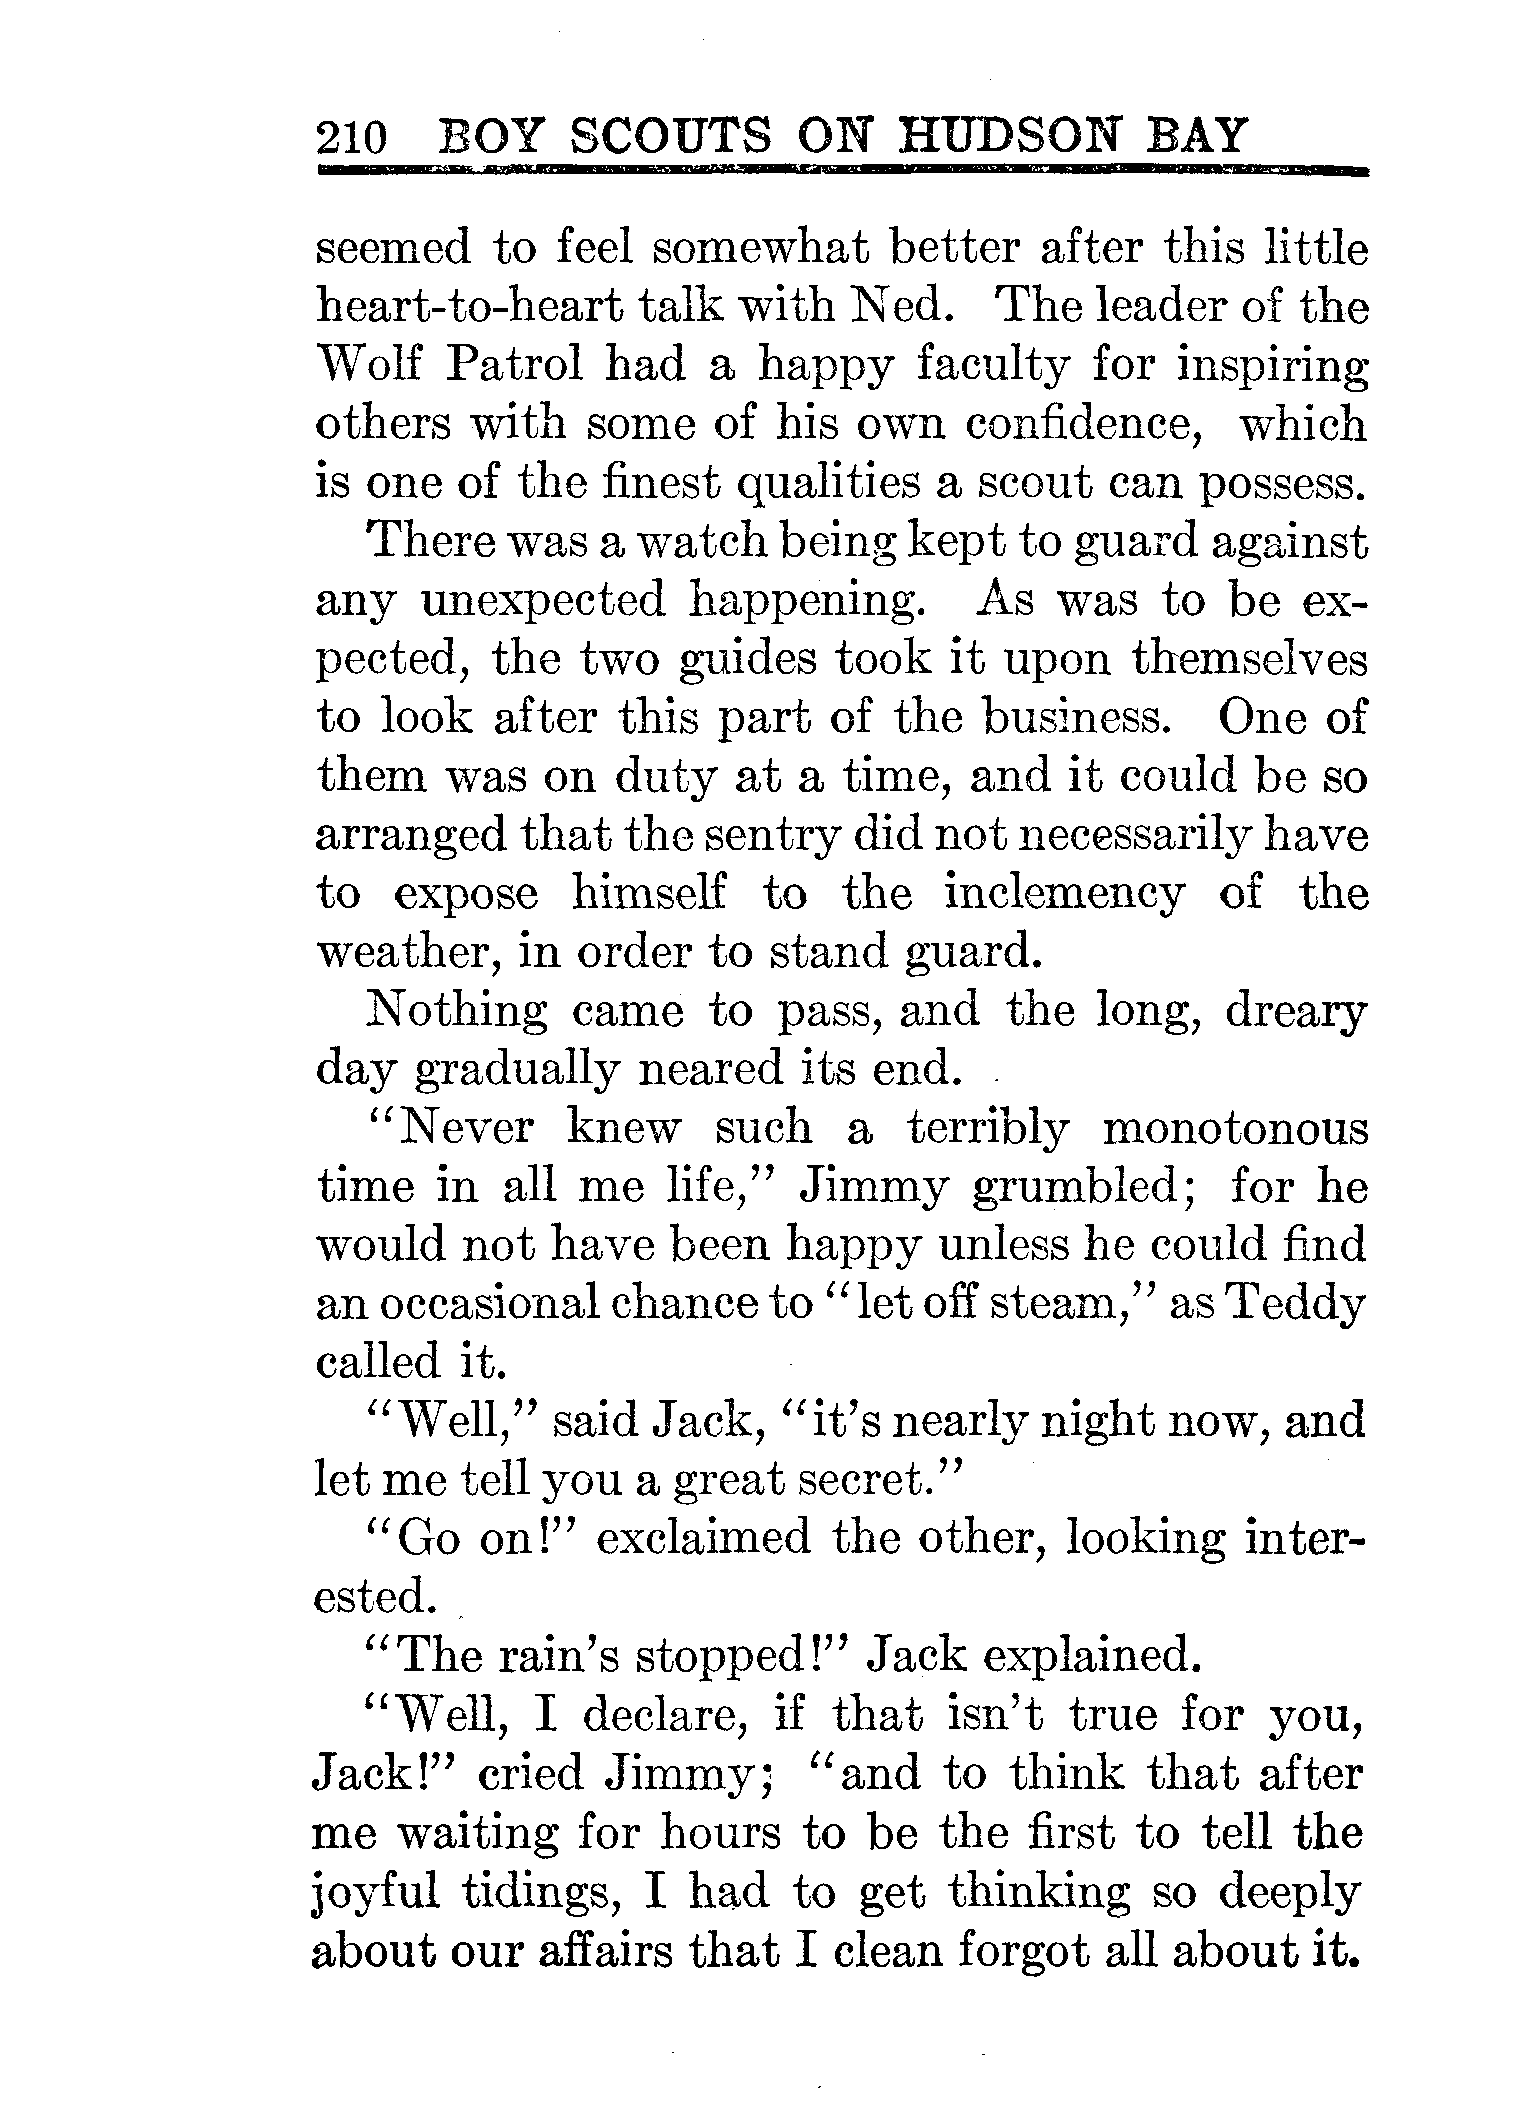 210 BOY SCOUTS ON HUDSON BAY
seemed to feel somewhat better after this little
heart-to-heart talk with Ned. The leader of the
Wolf Patrol had a happy faculty for inspiring
others with some of his own confidence, which
is one of the finest qualities a scout can possess.
There was a watch being kept to guard against
any unexpected happening. As was to be ex-
pected, the two guides took it upon themselves
to look after this part of the business. One of
them was on duty at a time, and it could be so
arranged that the sentry did not necessarily have
to expose himself to the inclemency of the
weather, in order to stand guard.
Nothing came to pass, and the long, dreary
day gradually neared its end.
“Never knew such a terribly monotonous
time in all me life,” Jimmy grumbled; for he
would not have been happy unless he could find
an occasional chance to “let off steam,” as Teddy
called it.
“Well,” said Jack, “it’s nearly night now, and
let me tell you a great secret.”
“Go on!” exclaimed the other, looking inter-
ested.
“The rain’s stopped!” Jack explained.
“Well, I declare, if that isn’t true for you,
Jack!” cried Jimmy; “and to think that after
me waiting for hours to be the first to tell the
joyful tidings, I had to get thinking so deeply
about our affairs that I clean forgot all about it.